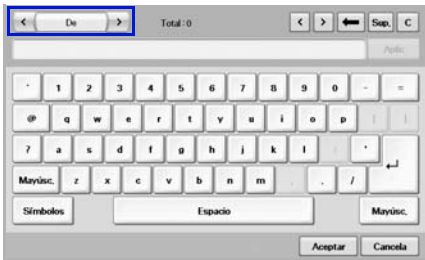 < De > Total : 0 < > ← Sup. C
Aplic.
1 2 3 4 5 6 7 8 9 0 - =
@ q w e r t y u i o p [ ]
? a s d f g h j k l ↵
Mayúsc. z x c v b n m . /
Símbolos Espacio Mayúsc.
Aceptar Cancela